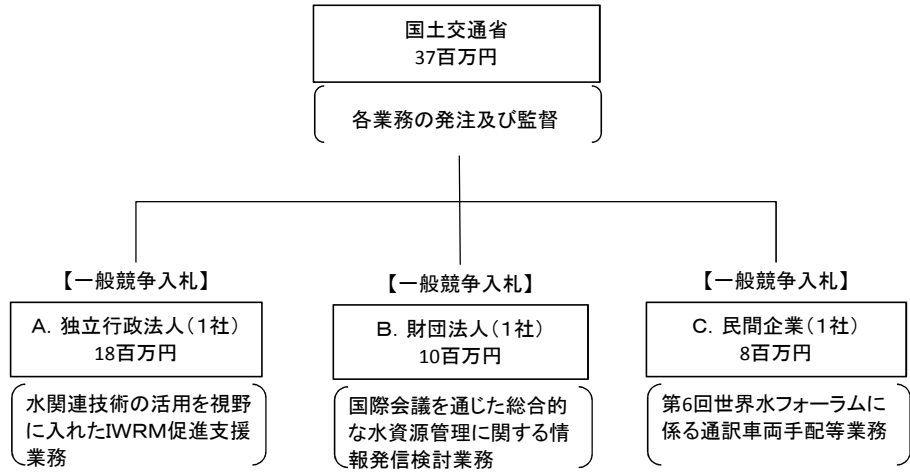 国土交通省
37百万円
各業務の発注及び監督
【一般競争入札】
【一般競争入札】
【一般競争入札】
A．独立行政法人（1社）
18百万円
B．財団法人（1社）
10百万円
C．民間企業（1社）
8百万円
水関連技術の活用を視野
に入れたIWRM促進支援
業務
国際会議を通じた総合的
な水資源管理に関する情
報発信検討業務
第6回世界水フォーラムに
係る通訳車両手配等業務